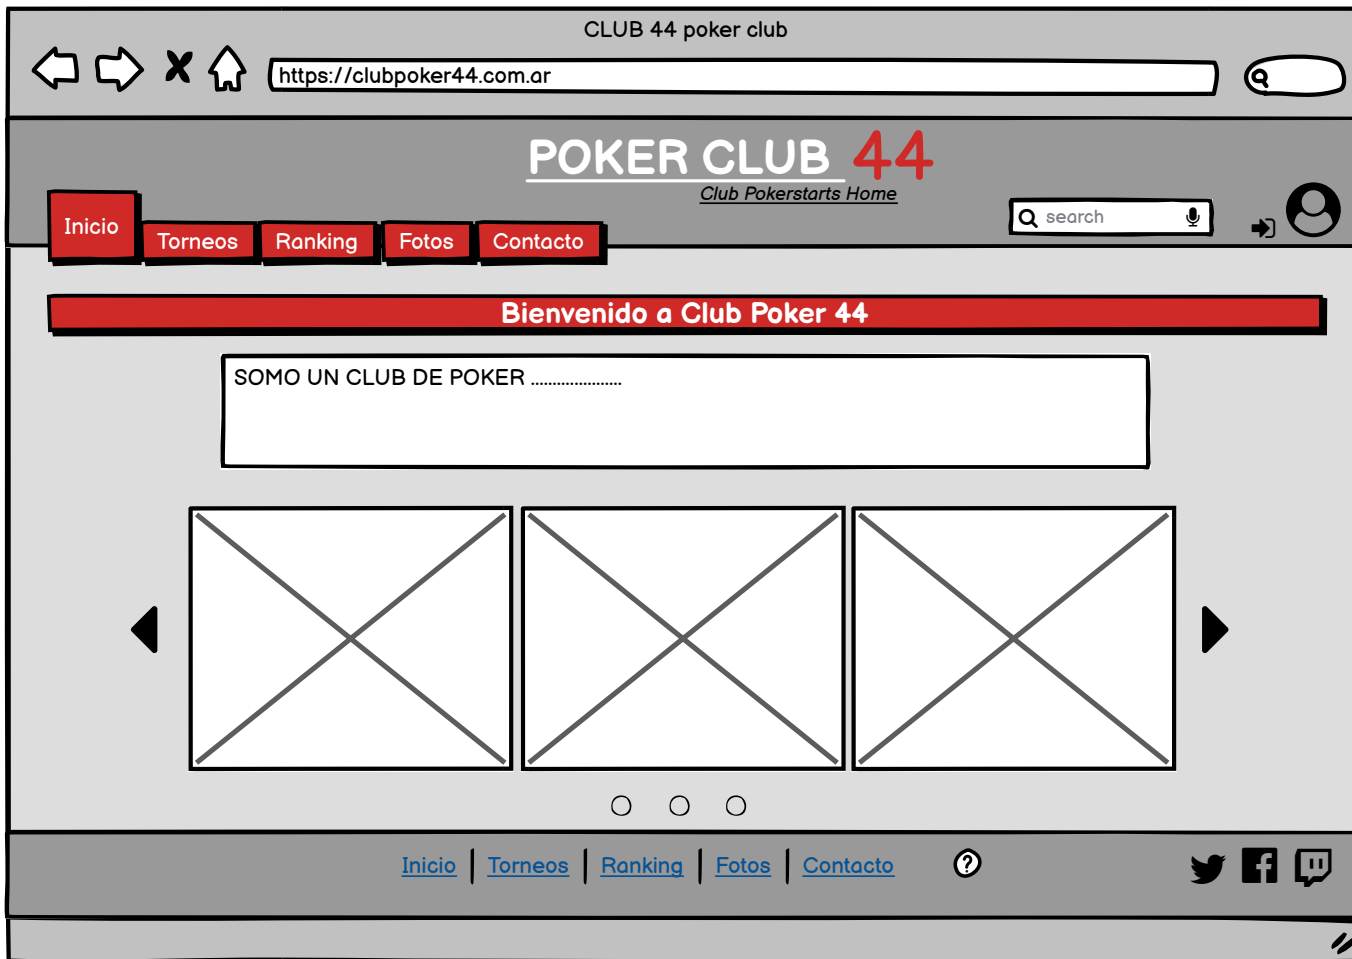 CLUB 44 poker club
https://clubpoker44.com.ar
POKER CLUB 44
Club Pokerstarts Home
search
Inicio
Torneos
Ranking
Fotos
Contacto
Bienvenido a Club Poker 44
SOMO UN CLUB DE POKER .....................
Inicio | Torneos | Ranking | Fotos | Contacto ?